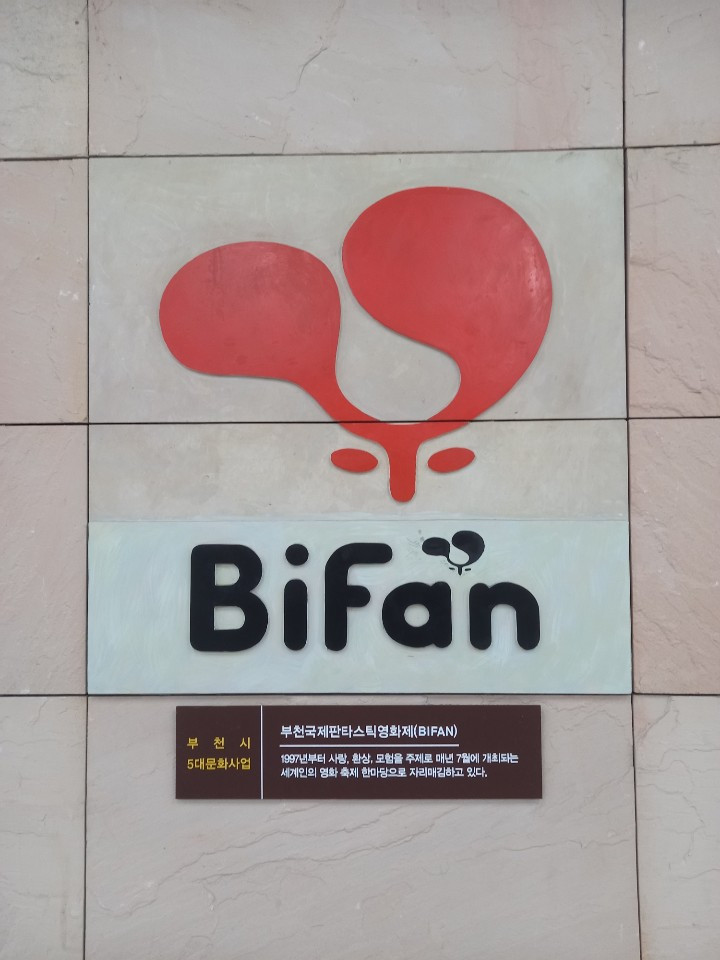 BiFan
부천시
5대문화사업
부천국제판타스틱영화제(BIFAN)
1997년부터 사랑, 환상, 모험을 주제로 매년 7월에 개최되는
세계인의 영화 축제 한마당으로 자리매김하고 있다.